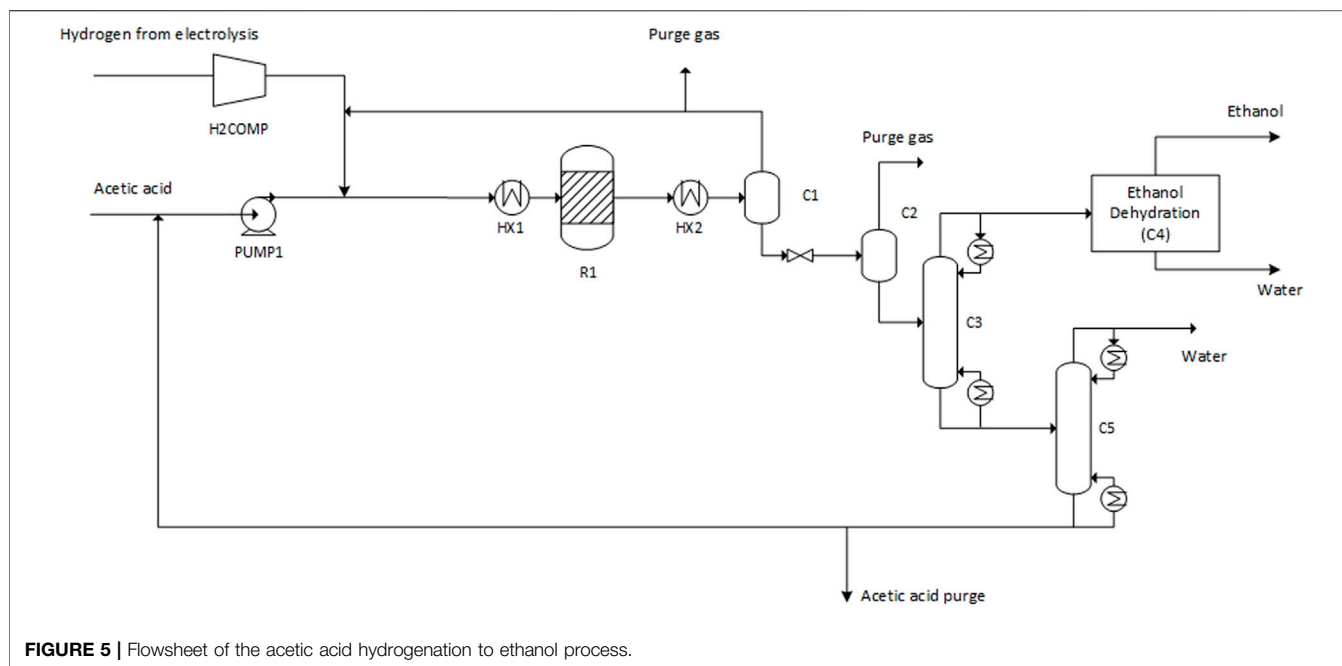 Hydrogen from electrolysis
Purge gas
H2COMP
Ethanol
Purge gas
Acetic acid
C1
Ethanol
Dehydration
(C4)
C2
HX1
HX2
PUMP1
R1
Water
C3
Water
C5
Acetic acid purge
FIGURE 5 | Flowsheet of the acetic acid hydrogenation to ethanol process.